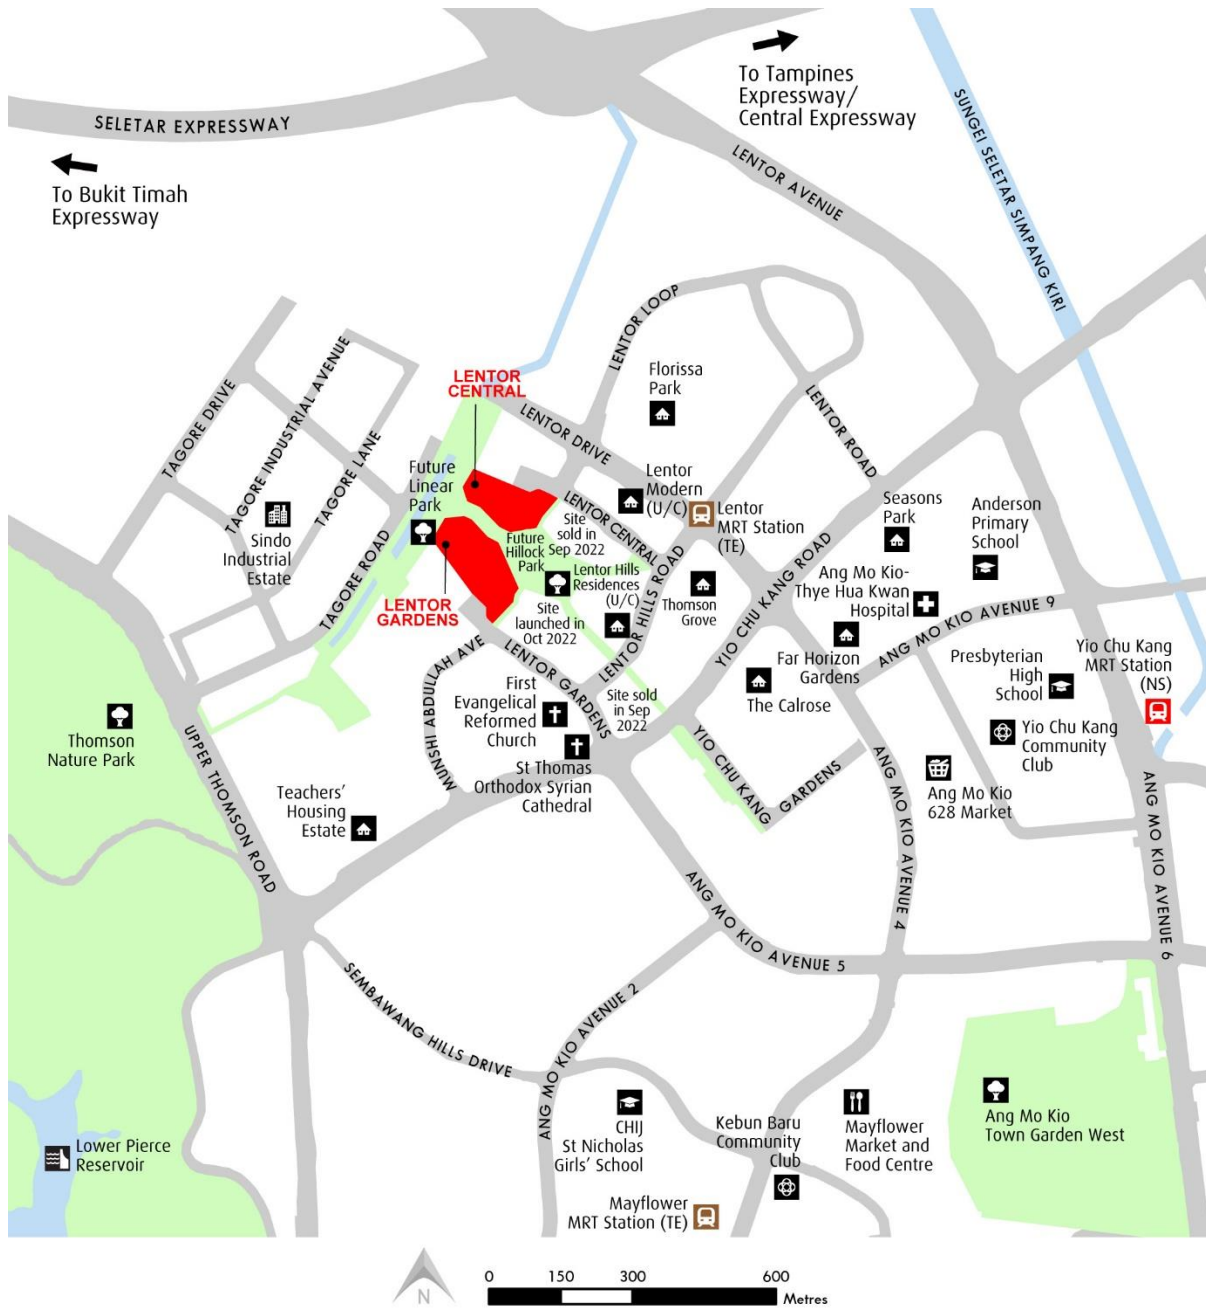 To Tampines
Expressway/
Central Expressway
SELETAR EXPRESSWAY
To Bukit Timah
Expressway
LENTOR AVENUE
SUNGEI SELETAR SIMPANG KIRI
LENTOR LOOP
Florissa
Park
LENTOR
CENTRAL
TAGORE DRIVE
TAGORE INDUSTRIAL AVENUE
TAGORE LANE
LENTOR DRIVE
LENTOR ROAD
Future
Linear
Park
Lentor
Modern
(U/C)
Lentor
MRT Station
(TE)
Seasons
Park
Anderson
Primary
School
Sindo
Industrial
Estate
TAGORE ROAD
LENTOR CENTRAL
Site
sold in
Sep 2022
Future
Hillock
Park
Lentor Hills
Residences
(U/C)
LENTOR HILLS ROAD
Thomson
Grove
YIO CHU KANG ROAD
Ang Mo Kio-
Thye Hua Kwan
Hospital
ANG MO KIO AVENUE 9
LENTOR
GARDENS
Site
launched in
Oct 2022
LENTOR GARDENS
MUNSHI ABDULLAH AVE
First
Evangelical
Reformed
Church
Site sold
in Sep
2022
Far Horizon
Gardens
The Calrose
Presbyterian
High
School
Yio Chu Kang
MRT Station
(NS)
Yio Chu Kang
Community
Club
Thomson
Nature Park
UPPER THOMSON ROAD
St Thomas
Orthodox Syrian
Cathedral
YIO CHU KANG
GARDENS
Ang Mo Kio
628 Market
Teachers'
Housing
Estate
ANG MO KIO AVENUE 4
ANG MO KIO AVENUE 6
ANG MO KIO AVENUE 5
SEMBAWANG HILLS DRIVE
ANG MO KIO AVENUE 2
CHIJ
St Nicholas
Girls' School
Kebun Baru
Community
Club
Mayflower
Market and
Food Centre
Ang Mo Kio
Town Garden West
Lower Pierce
Reservoir
Mayflower
MRT Station (TE)
N
0 150 300 600
Metres